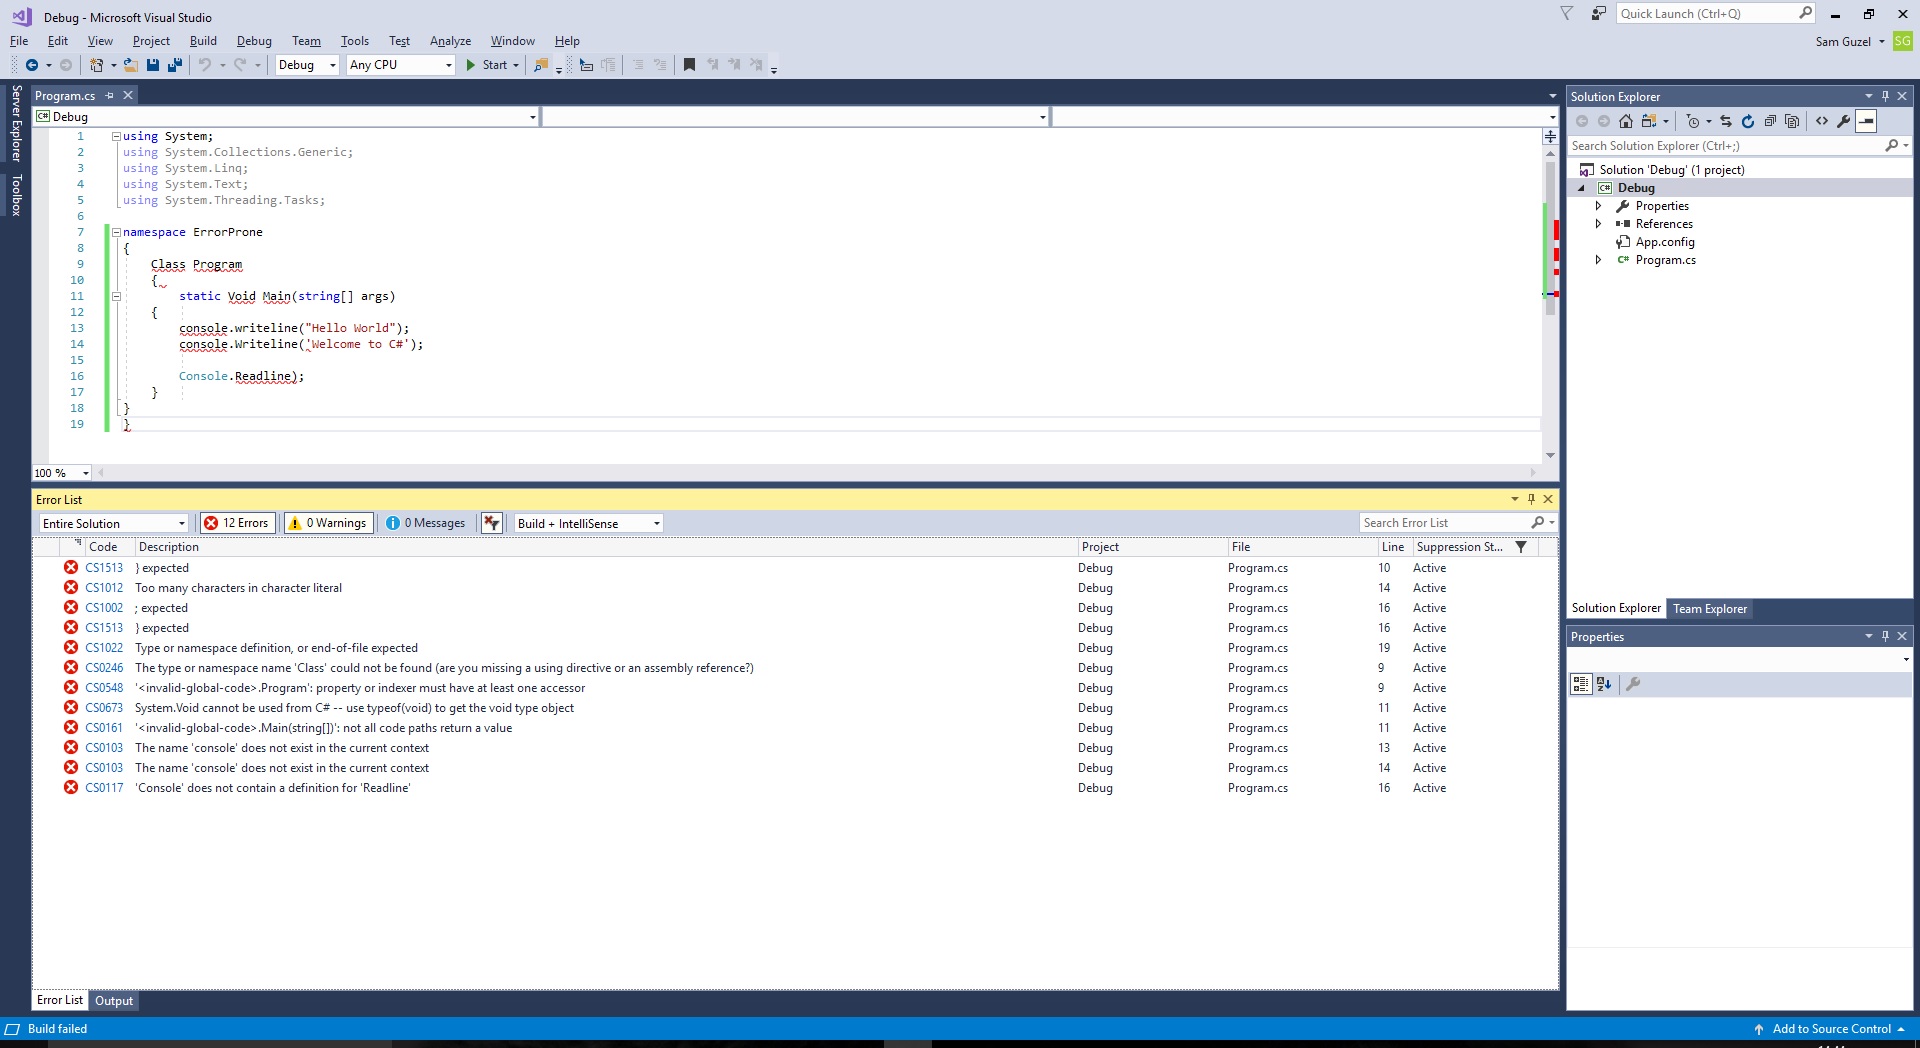 Debug - Microsoft Visual Studio
Quick Launch (Ctrl+Q)
File Edit View Project Build Debug Team Tools Test Analyze Window Help
Sam Guzel SG
Debug Any CPU Start
Server Explorer
Toolbox
Program.cs
C# Debug
1 using System;
2 using System.Collections.Generic;
3 using System.Linq;
4 using System.Text;
5 using System.Threading.Tasks;
6
7 namespace ErrorProne
8 {
9 Class Program
10 {
11 static Void Main(string[] args)
12 {
13 console.writeline("Hello World");
14 console.Writeline('Welcome to C#');
15
16 Console.Readline);
17 }
18 }
19 }
100 %
Error List
Entire Solution 12 Errors 0 Warnings 0 Messages Build + IntelliSense Search Error List
Code Description Project File Line Suppression St...
CS1513 } expected Debug Program.cs 10 Active
CS1012 Too many characters in character literal Debug Program.cs 14 Active
CS1002 ; expected Debug Program.cs 16 Active
CS1513 } expected Debug Program.cs 16 Active
CS1022 Type or namespace definition, or end-of-file expected Debug Program.cs 19 Active
CS0246 The type or namespace name 'Class' could not be found (are you missing a using directive or an assembly reference?) Debug Program.cs 9 Active
CS0548 '<invalid-global-code>.Program': property or indexer must have at least one accessor Debug Program.cs 9 Active
CS0673 System.Void cannot be used from C# -- use typeof(void) to get the void type object Debug Program.cs 11 Active
CS0161 '<invalid-global-code>.Main(string[])': not all code paths return a value Debug Program.cs 11 Active
CS0103 The name 'console' does not exist in the current context Debug Program.cs 13 Active
CS0103 The name 'console' does not exist in the current context Debug Program.cs 14 Active
CS0117 'Console' does not contain a definition for 'Readline' Debug Program.cs 16 Active
Error List Output
Solution Explorer
Search Solution Explorer (Ctrl+;)
Solution 'Debug' (1 project)
C# Debug
Properties
References
App.config
C# Program.cs
Solution Explorer Team Explorer
Properties
Build failed
Add to Source Control